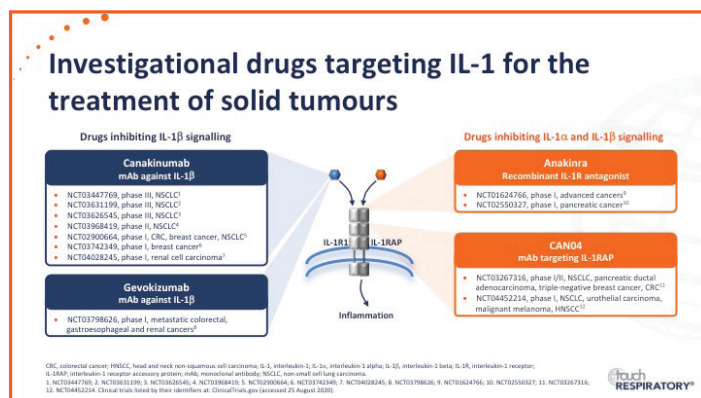 Investigational drugs targeting IL-1 for the
treatment of solid tumours
Drugs inhibiting IL-1β signalling
Canakinumab
mAb against IL-1β
• NCT03447769, phase III, NSCLC¹
• NCT03631199, phase III, NSCLC²
• NCT03626545, phase III, NSCLC³
• NCT03968419, phase II, NSCLC⁴
• NCT02900664, phase I, CRC, breast cancer, NSCLC⁵
• NCT03742349, phase I, breast cancer⁶
• NCT04028245, phase I, renal cell carcinoma⁷
Gevokizumab
mAb against IL-1β
• NCT03798626, phase I, metastatic colorectal,
gastroesophageal and renal cancers⁸
IL-1R1
IL-1RAP
Inflammation
Drugs inhibiting IL-1α and IL-1β signalling
Anakinra
Recombinant IL-1R antagonist
• NCT01624766, phase I, advanced cancers⁹
• NCT02550327, phase I, pancreatic cancer¹⁰
CAN04
mAb targeting IL-1RAP
• NCT03267316, phase I/II, NSCLC, pancreatic ductal
adenocarcinoma, triple-negative breast cancer, CRC¹¹
• NCT04452214, phase I, NSCLC, urothelial carcinoma,
malignant melanoma, HNSCC¹²
CRC, colorectal cancer; HNSCC, head and neck non-squamous cell carcinoma; IL-1, interleukin-1; IL-1α, interleukin-1 alpha; IL-1β, interleukin-1 beta; IL-1R, interleukin-1 receptor;
IL-1RAP, interleukin-1 receptor accessory protein; mAb, monoclonal antibody; NSCLC, non-small cell lung carcinoma.
1. NCT03447769; 2. NCT03631199; 3. NCT03626545; 4. NCT03968419; 5. NCT02900664; 6. NCT03742349; 7. NCT04028245; 8. NCT03798626; 9. NCT01624766; 10. NCT02550327; 11. NCT03267316;
12. NCT04452214. Clinical trials listed by their identifiers at: ClinicalTrials.gov (accessed 25 August 2020).
touch
RESPIRATORY®